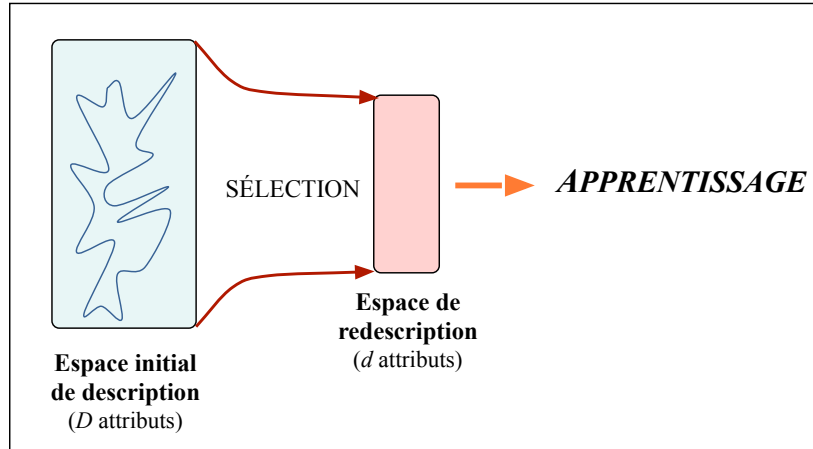 SÉLECTION
APPRENTISSAGE
Espace initial
de description
(D attributs)
Espace de
redescription
(d attributs)